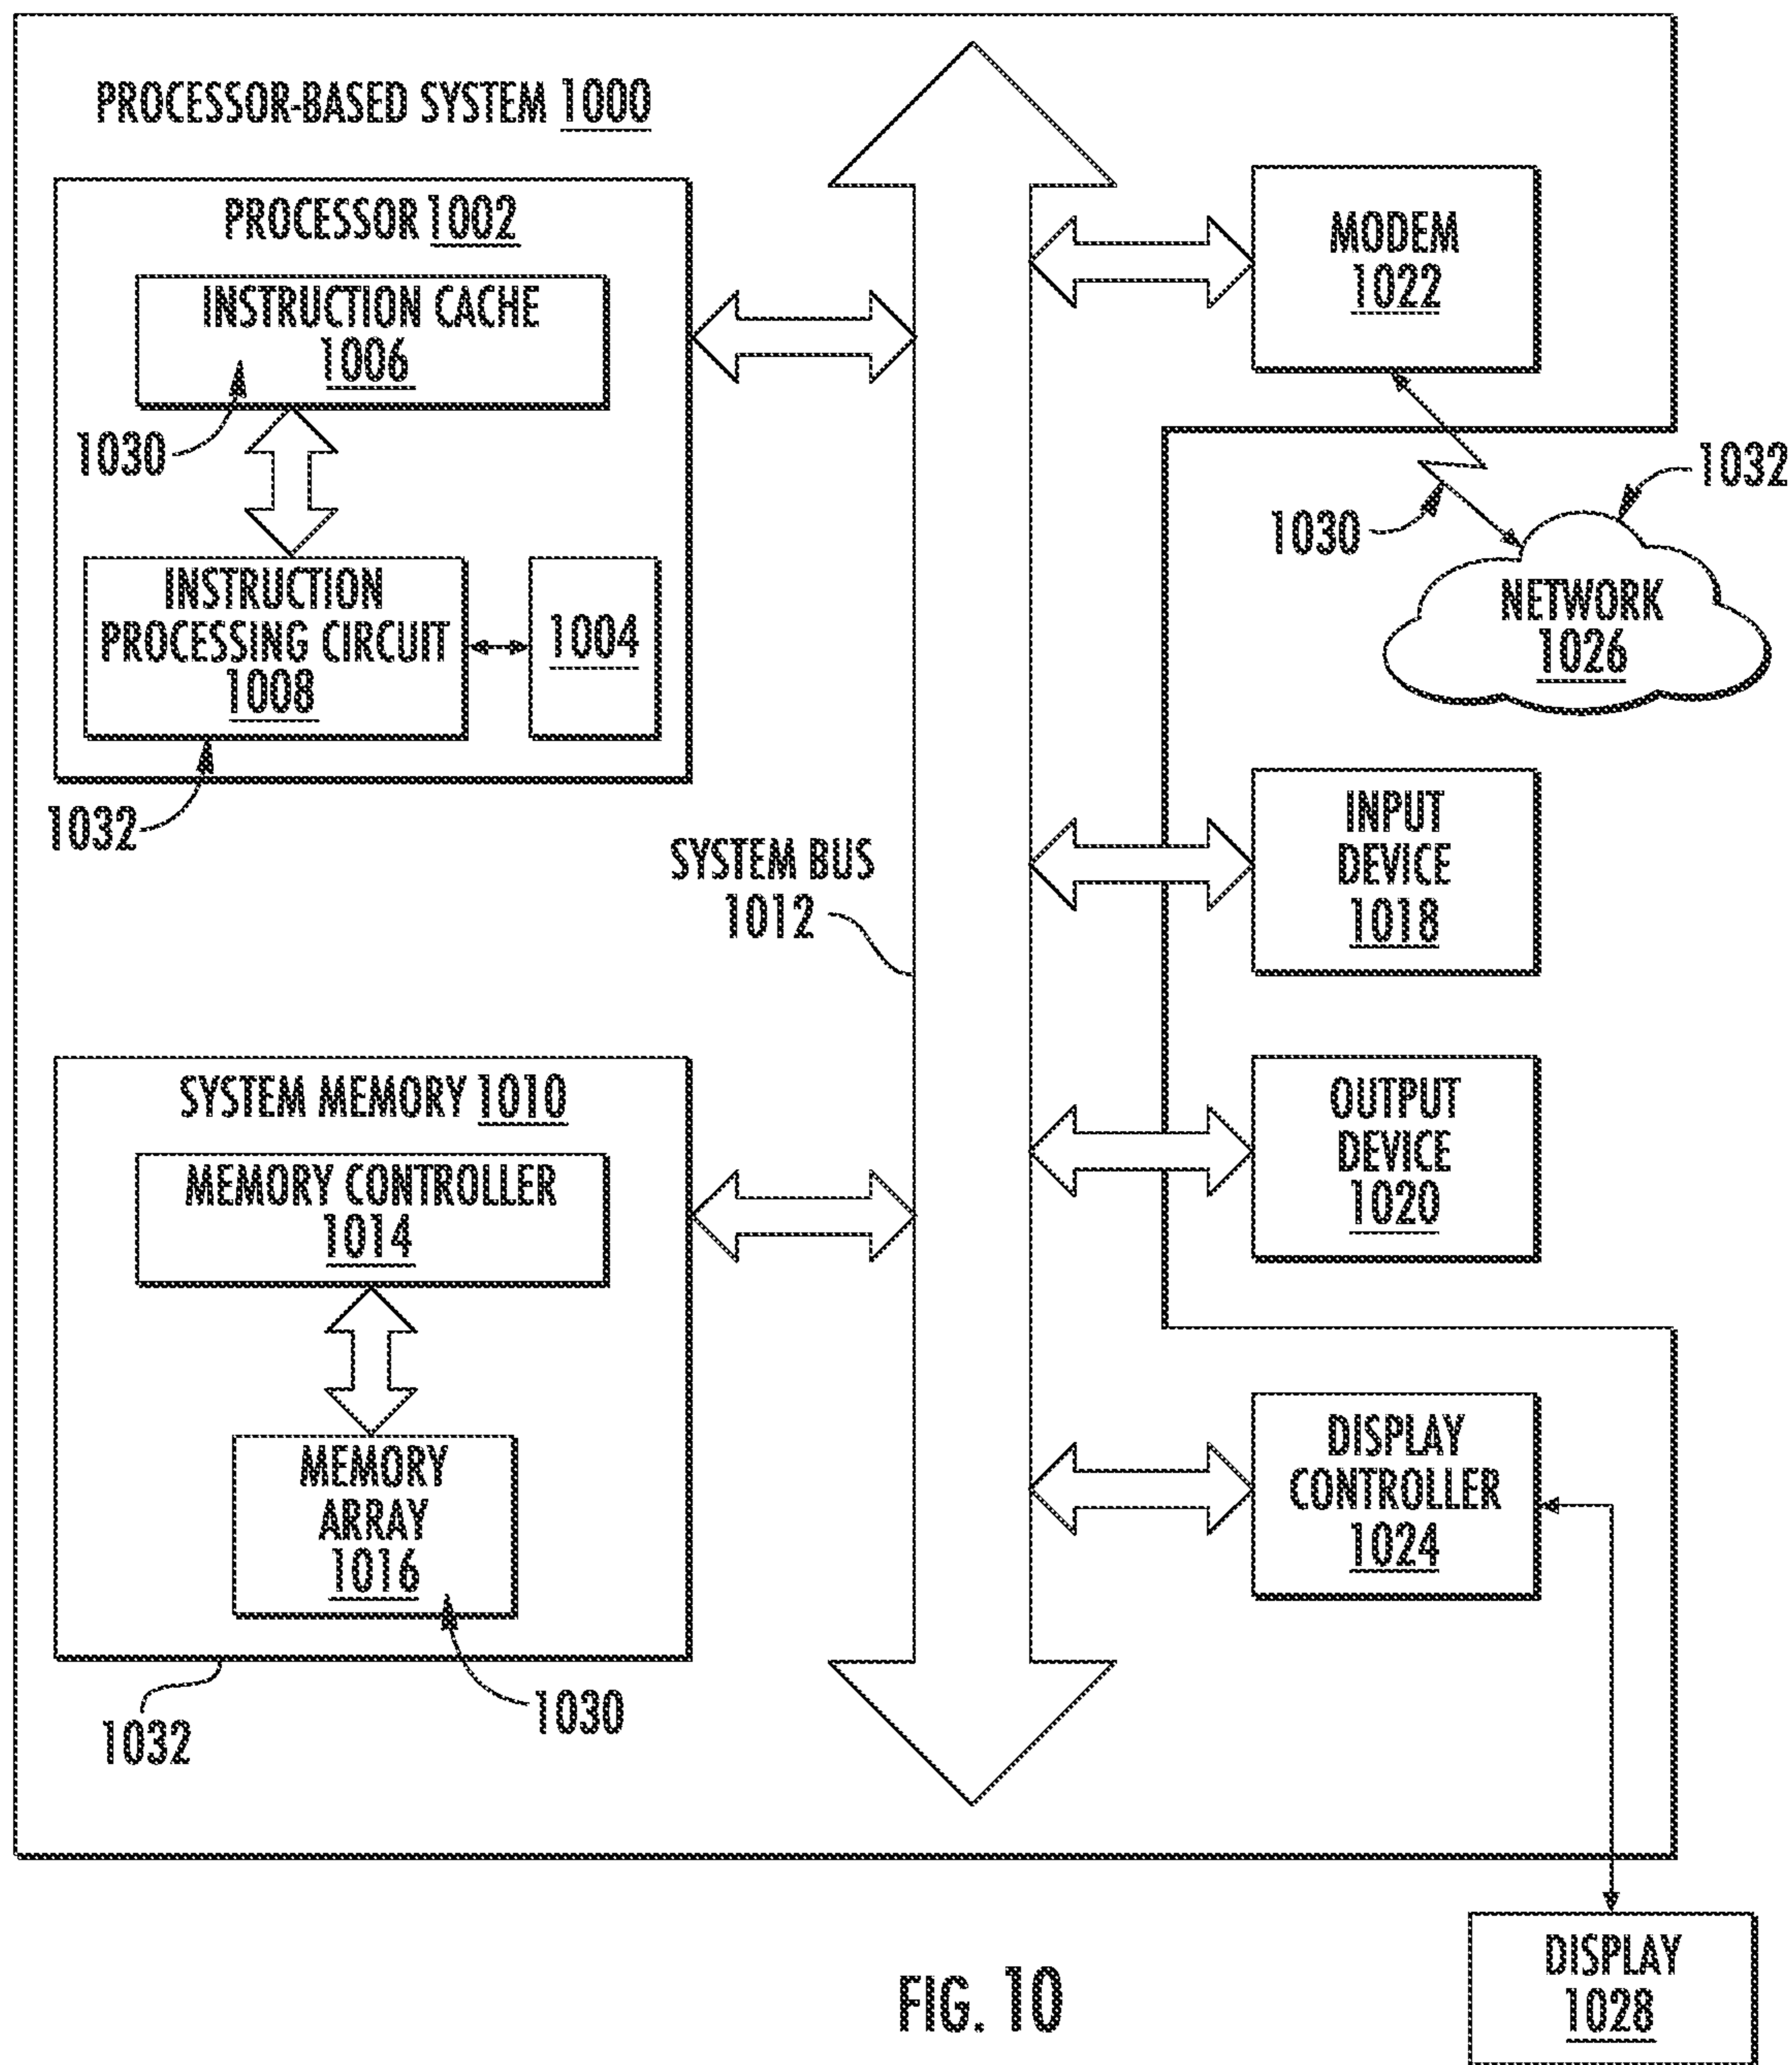 PROCESSOR-BASED SYSTEM 1000
PROCESSOR 1002
INSTRUCTION CACHE
1006
1030
INSTRUCTION
PROCESSING CIRCUIT
1008
1004
1032
SYSTEM BUS
1012
SYSTEM MEMORY 1010
MEMORY CONTROLLER
1014
MEMORY
ARRAY
1016
1030
1032
MODEM
1022
1032
1030
NETWORK
1026
INPUT
DEVICE
1018
OUTPUT
DEVICE
1020
DISPLAY
CONTROLLER
1024
DISPLAY
1028
FIG. 10